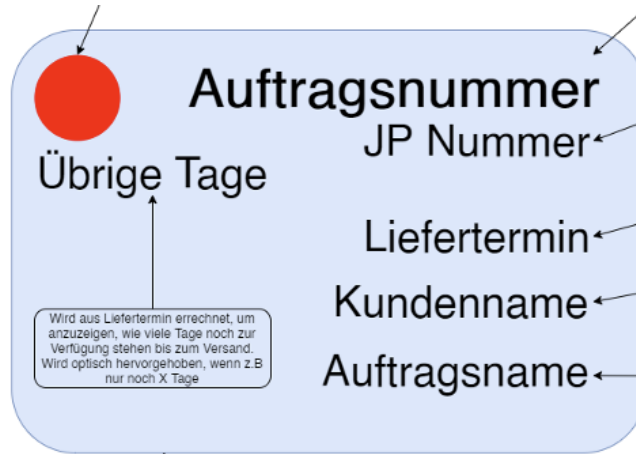 Auftragsnummer
JP Nummer
Übrige Tage
Liefertermin
Kundenname
Auftragsname
Wird aus Liefertermin errechnet, um
anzuzeigen, wie viele Tage noch zur
Verfügung stehen bis zum Versand.
Wird optisch hervorgehoben, wenn z.B
nur noch X Tage